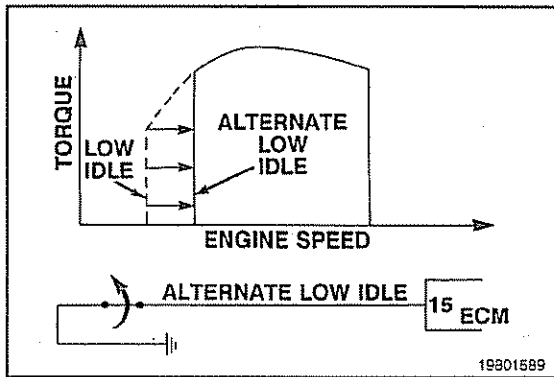 TORQUE
LOW
IDLE
ALTERNATE
LOW
IDLE
ENGINE SPEED
ALTERNATE LOW IDLE
15
ECM
19801589